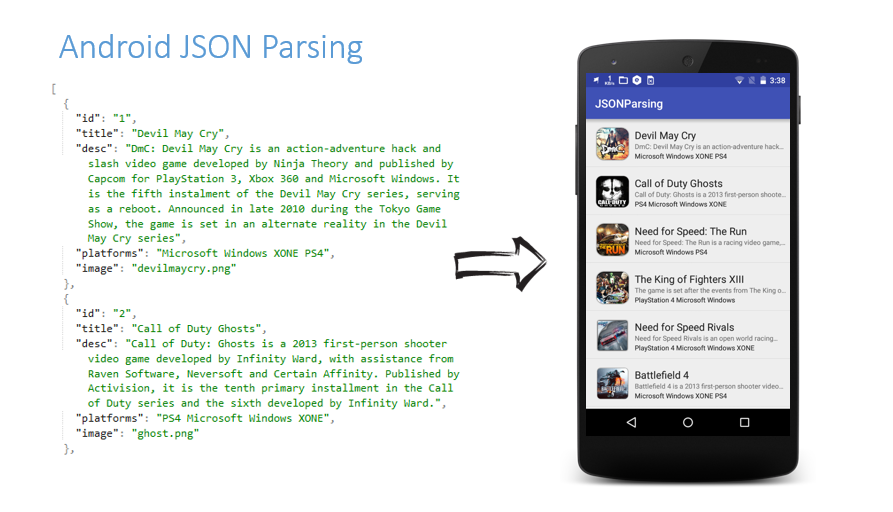 Android JSON Parsing
[
{
"id": "1",
"title": "Devil May Cry",
"desc": "DmC: Devil May Cry is an action-adventure hack and
slash video game developed by Ninja Theory and published by
Capcom for PlayStation 3, Xbox 360 and Microsoft Windows. It
is the fifth instalment of the Devil May Cry series, serving
as a reboot. Announced in late 2010 during the Tokyo Game
Show, the game is set in an alternate reality in the Devil
May Cry series",
"platforms": "Microsoft Windows XONE PS4",
"image": "devilmaycry.png"
},
{
"id": "2",
"title": "Call of Duty Ghosts",
"desc": "Call of Duty: Ghosts is a 2013 first-person shooter
video game developed by Infinity Ward, with assistance from
Raven Software, Neversoft and Certain Affinity. Published by
Activision, it is the tenth primary installment in the Call
of Duty series and the sixth developed by Infinity Ward.",
"platforms": "PS4 Microsoft Windows XONE",
"image": "ghost.png"
},
1
KB/s
3:38
JSONParsing
Devil May Cry
DmC: Devil May Cry is an action-adventure hack...
Microsoft Windows XONE PS4
Call of Duty Ghosts
Call of Duty: Ghosts is a 2013 first-person shoote...
PS4 Microsoft Windows XONE
Need for Speed: The Run
Need for Speed: The Run is a racing video game,...
Microsoft Windows PS4
The King of Fighters XIII
The game is set after the events from The King o...
PlayStation 4 Microsoft Windows
Need for Speed Rivals
Need for Speed Rivals is an open world racing...
PlayStation 4 Microsoft Windows XONE
Battlefield 4
Battlefield 4 is a 2013 first-person shooter video...
Microsoft Windows XONE PS4